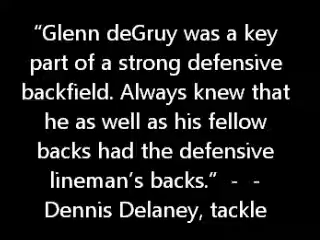 “Glenn deGruy was a key
part of a strong defensive
backfield. Always knew that
he as well as his fellow
backs had the defensive
lineman’s backs.” - -
Dennis Delaney, tackle